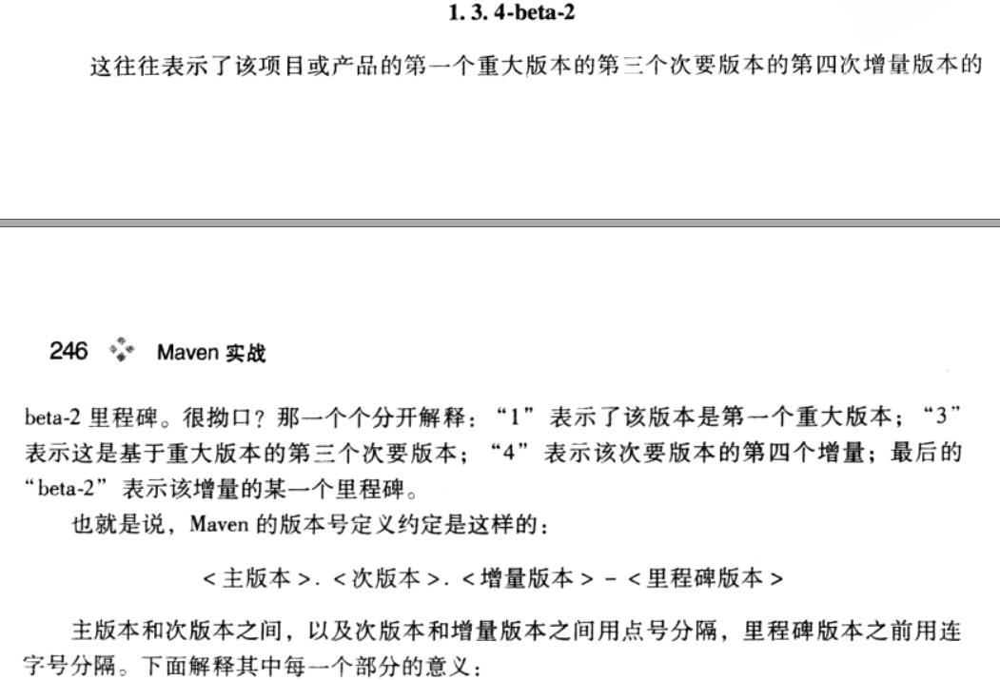 1. 3. 4-beta-2
这往往表示了该项目或产品的第一个重大版本的第三个次要版本的第四次增量版本的
246 Maven 实战
beta-2 里程碑。很拗口？那一个个分开解释：“1”表示了该版本是第一个重大版本；“3”
表示这是基于重大版本的第三个次要版本；“4”表示该次要版本的第四个增量；最后的
“beta-2”表示该增量的某一个里程碑。
也就是说，Maven 的版本号定义约定是这样的：
<主版本>. <次版本>. <增量版本> - <里程碑版本>
主版本和次版本之间，以及次版本和增量版本之间用点号分隔，里程碑版本之前用连
字号分隔。下面解释其中每一个部分的意义：